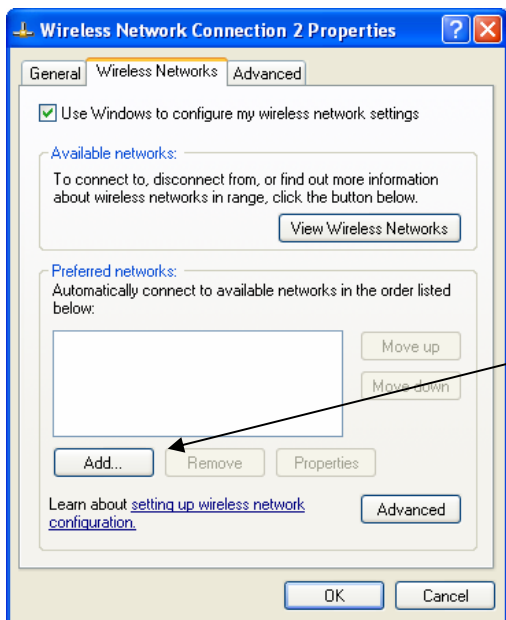 Wireless Network Connection 2 Properties
General Wireless Networks Advanced
Use Windows to configure my wireless network settings
Available networks:
To connect to, disconnect from, or find out more information
about wireless networks in range, click the button below.
View Wireless Networks
Preferred networks:
Automatically connect to available networks in the order listed
below:
Move up
Move down
Add... Remove Properties
Learn about setting up wireless network
configuration.
Advanced
OK Cancel